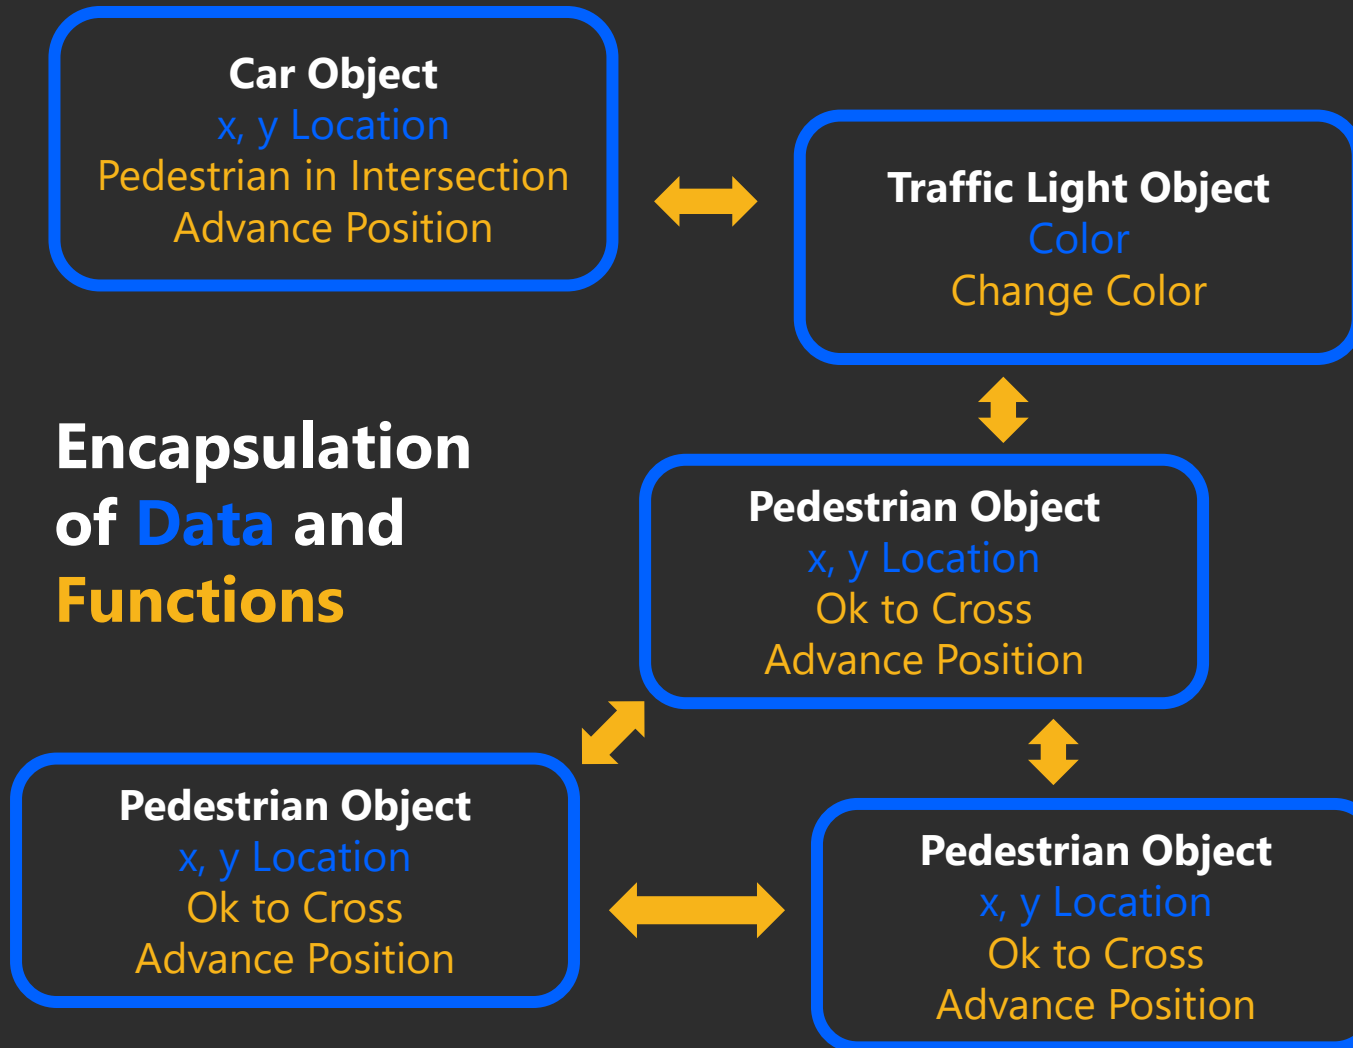 Car Object
x, y Location
Pedestrian in Intersection
Advance Position
Traffic Light Object
Color
Change Color
Encapsulation
of Data and
Functions
Pedestrian Object
x, y Location
Ok to Cross
Advance Position
Pedestrian Object
x, y Location
Ok to Cross
Advance Position
Pedestrian Object
x, y Location
Ok to Cross
Advance Position